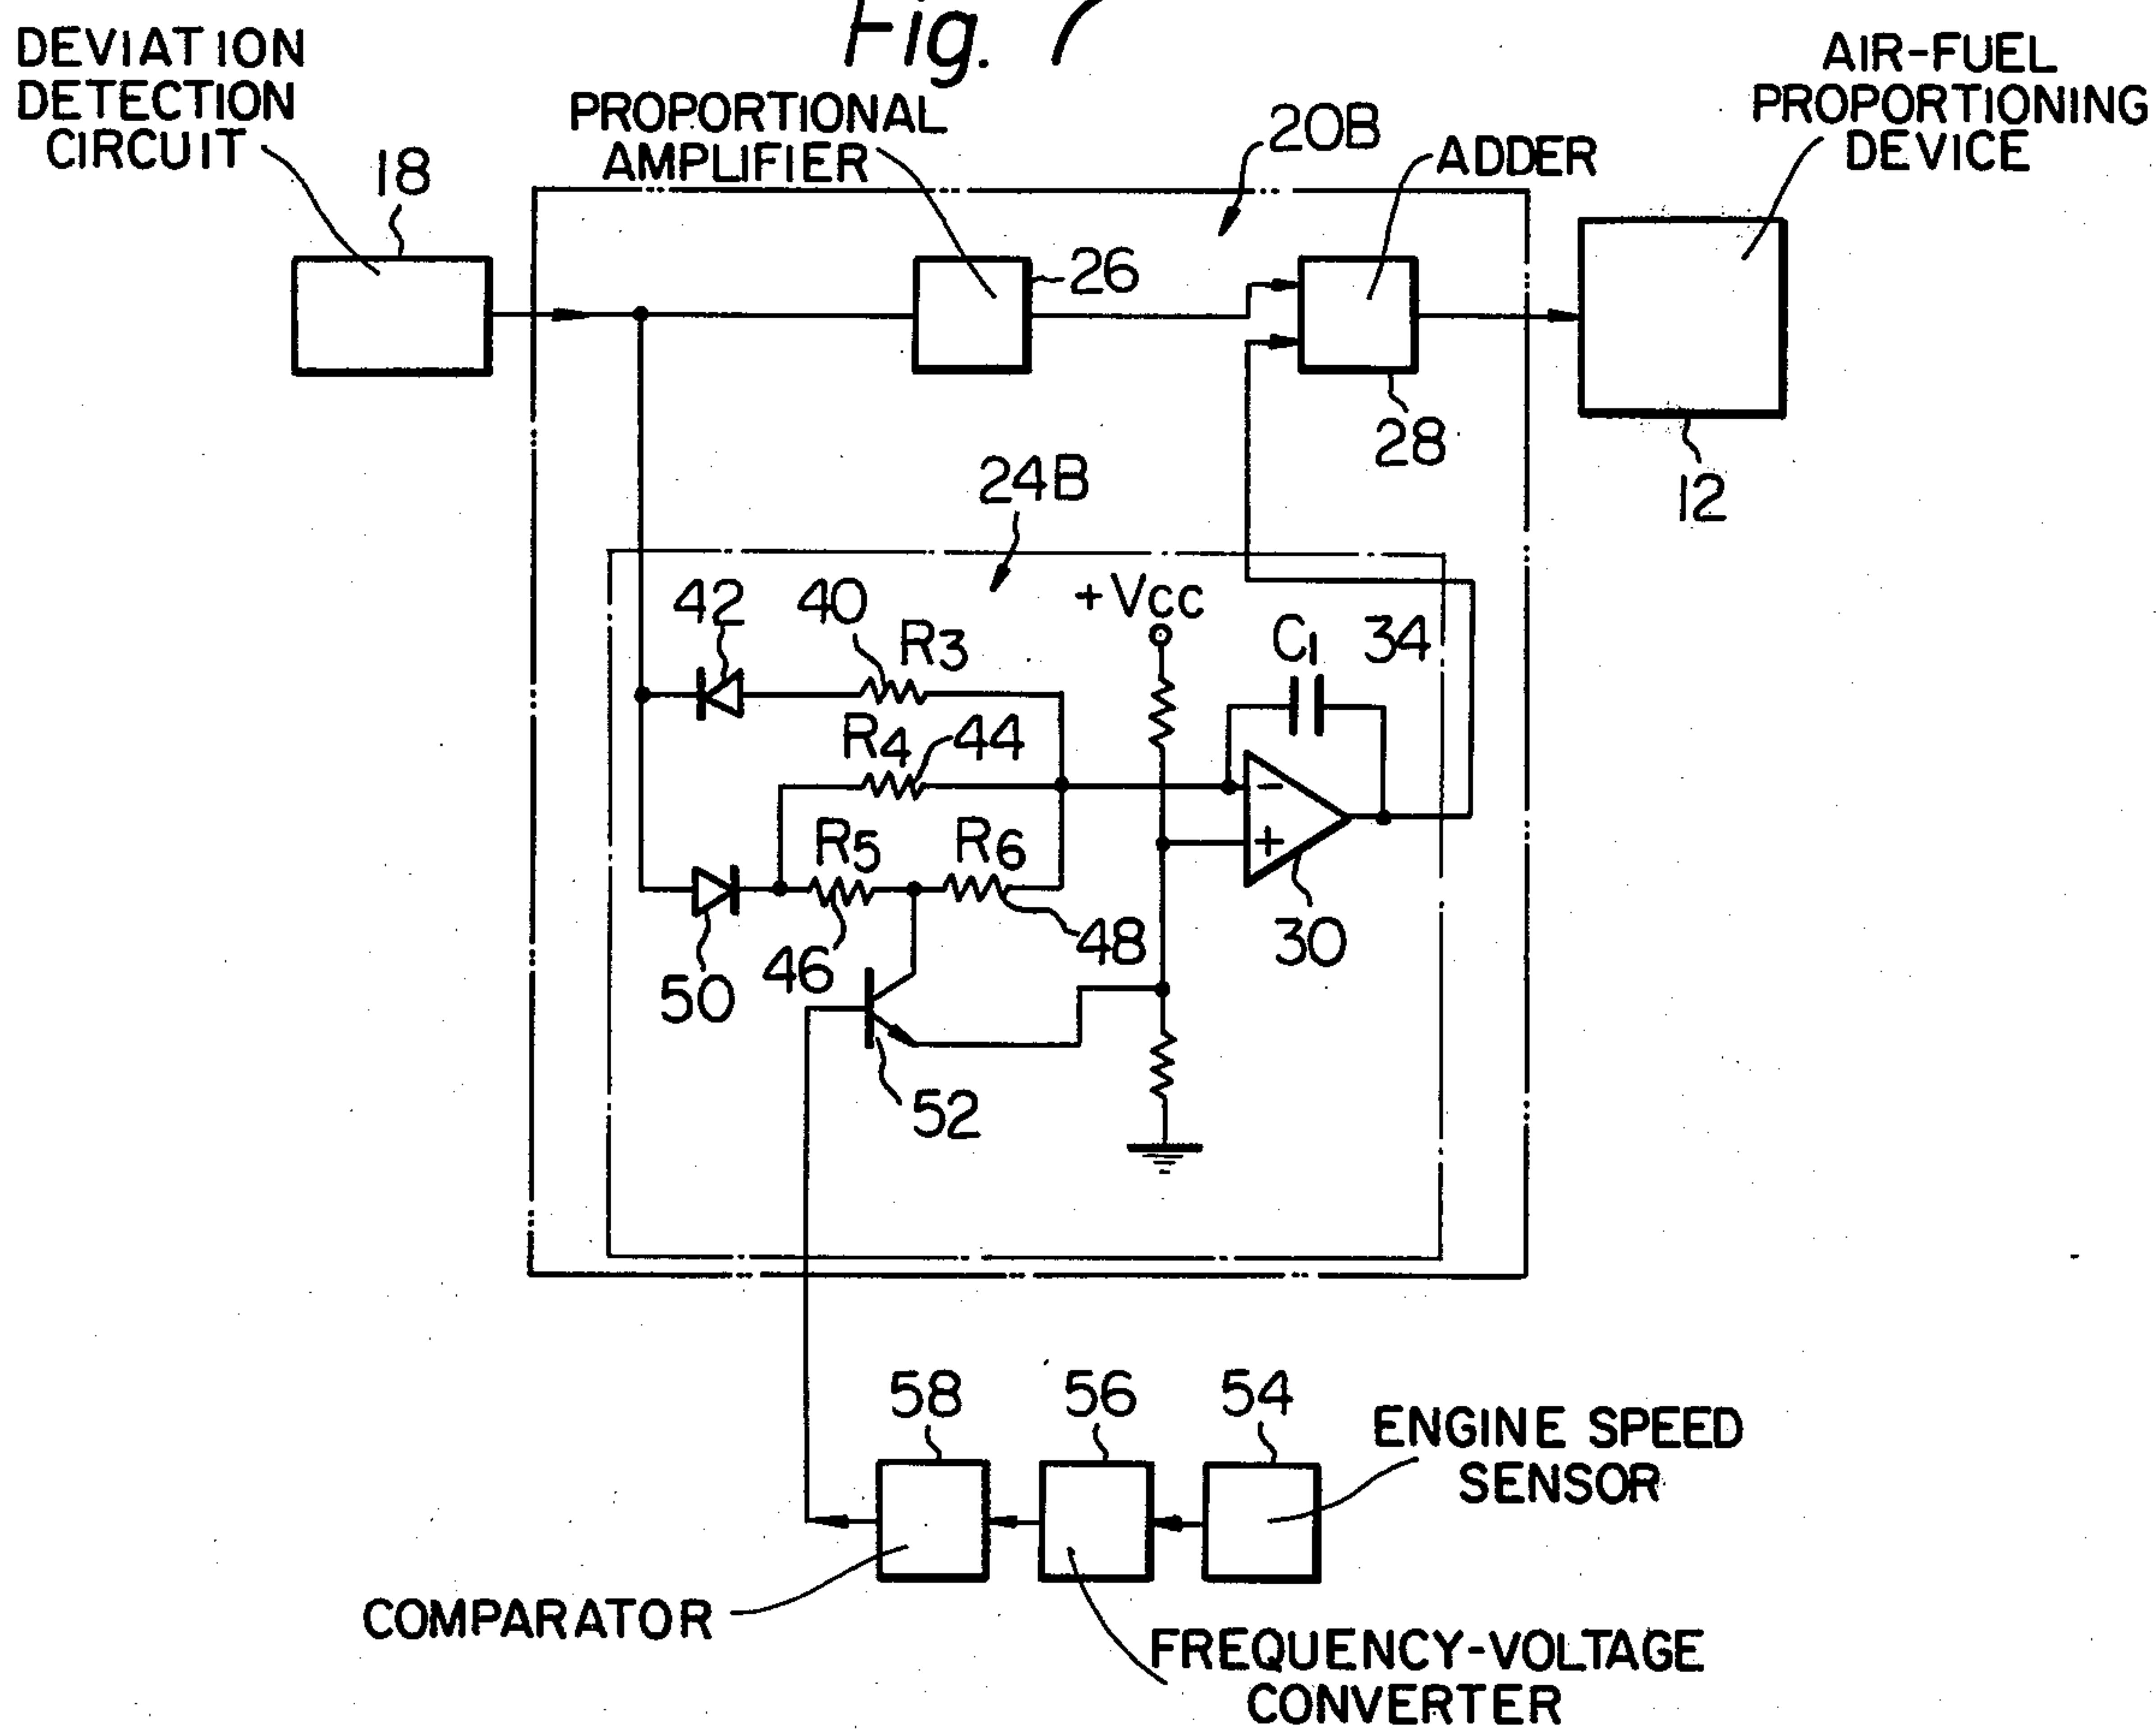 Fig. 7
DEVIATION
DETECTION
CIRCUIT
18
PROPORTIONAL
AMPLIFIER
20B
ADDER
AIR-FUEL
PROPORTIONING
DEVICE
26
28
12
24B
42
40
R3
+Vcc
C1
34
R4
44
R5
R6
−
+
50
46
48
30
52
58
56
54
ENGINE SPEED
SENSOR
COMPARATOR
FREQUENCY-VOLTAGE
CONVERTER